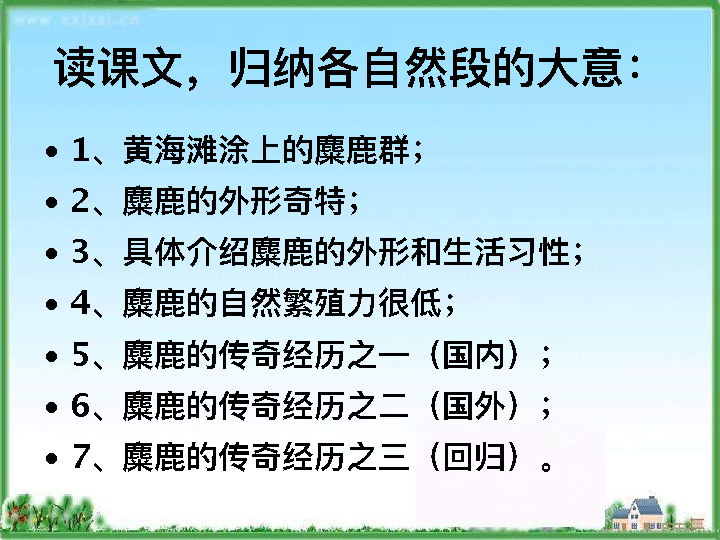 www.xxjxsj.cn
读课文，归纳各自然段的大意：
• 1、黄海滩涂上的麋鹿群；
• 2、麋鹿的外形奇特；
• 3、具体介绍麋鹿的外形和生活习性；
• 4、麋鹿的自然繁殖力很低；
• 5、麋鹿的传奇经历之一（国内）；
• 6、麋鹿的传奇经历之二（国外）；
• 7、麋鹿的传奇经历之三（回归）。